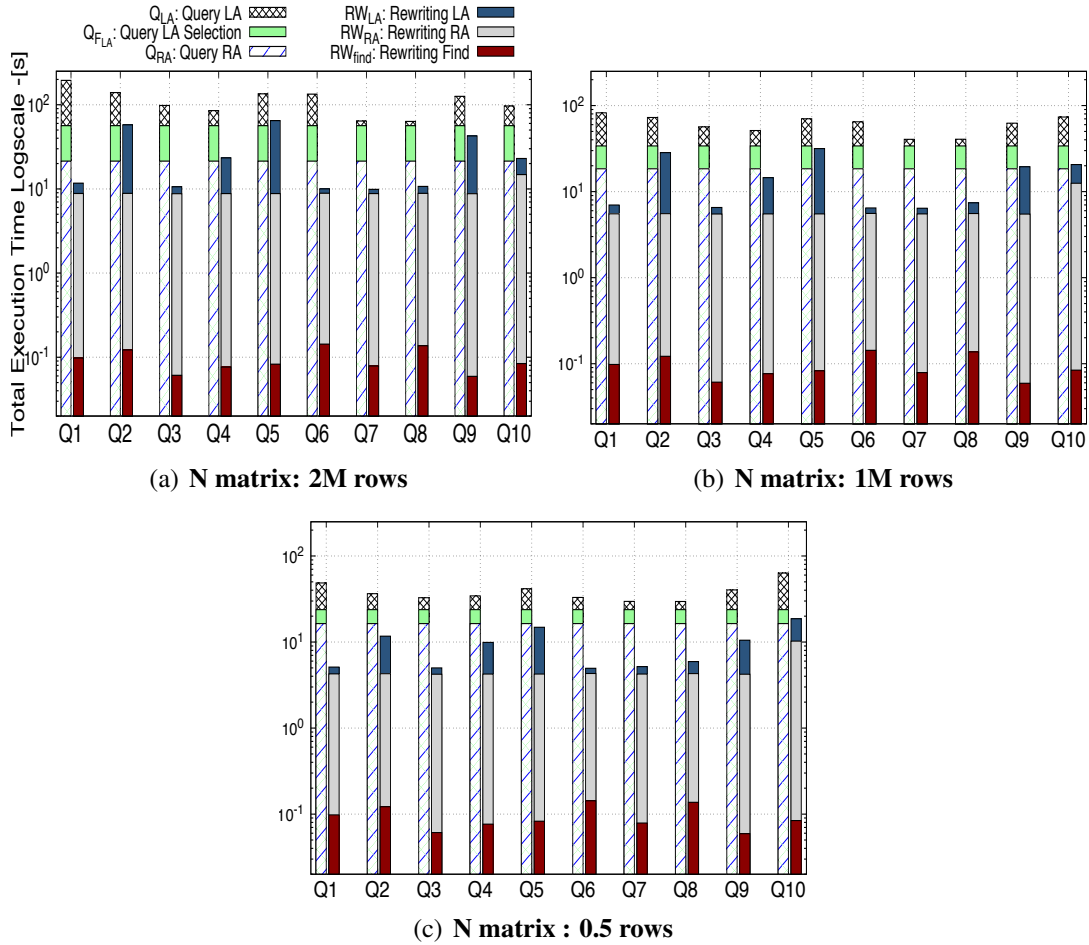 Q_LA: Query LA
Q_F_LA: Query LA Selection
Q_RA: Query RA
RW_LA: Rewriting LA
RW_RA: Rewriting RA
RW_find: Rewriting Find
Total Execution Time Logscale -[s]
10^2
10^1
10^0
10^-1
Q1 Q2 Q3 Q4 Q5 Q6 Q7 Q8 Q9 Q10
(a) N matrix: 2M rows
10^2
10^1
10^0
10^-1
Q1 Q2 Q3 Q4 Q5 Q6 Q7 Q8 Q9 Q10
(b) N matrix: 1M rows
10^2
10^1
10^0
10^-1
Q1 Q2 Q3 Q4 Q5 Q6 Q7 Q8 Q9 Q10
(c) N matrix : 0.5 rows